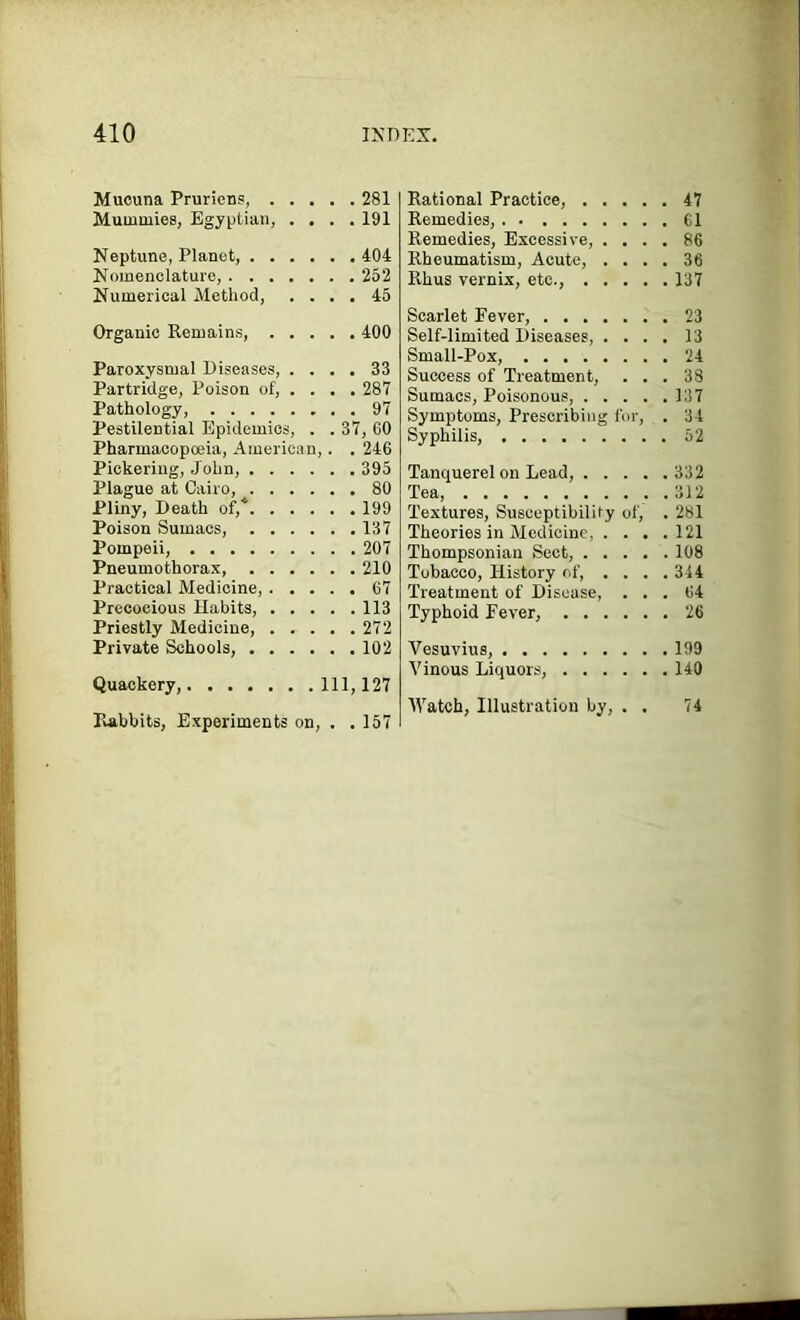 410 INDEX.
Mucuna Pruriens, . . . . . 281
Mummies, Egyptian, . . . . 191
Neptune, Planet, . . . . . . 404
Nomenclature, . . . . . . . 252
Numerical Method, . . . . 45
Organic Remains, . . . . . 400
Paroxysmal Diseases, . . . . 33
Partridge, Poison of, . . . . 287
Pathology, . . . . . . . . 97
Pestilential Epidemics, . . 37, 60
Pharmacopœia, American, . . 246
Pickering, John, . . . . . . 395
Plague at Cairo, . . . . . . 80
Pliny, Death of, . . . . . . 199
Poison Sumacs, . . . . . . 137
Pompeii, . . . . . . . . . 207
Pneumothorax, . . . . . . 210
Practical Medicine, . . . . . 67
Precocious Habits, . . . . . 113
Priestly Medicine, . . . . . 272
Private Schools, . . . . . . 102
Quackery, . . . . . . . 111, 127
Rabbits, Experiments on, . . 157
Rational Practice, . . . . . 47
Remedies, . . . . . . . . . 61
Remedies, Excessive, . . . . 86
Rheumatism, Acute, . . . . 36
Rhus vernix, etc., . . . . . 137
Scarlet Fever, . . . . . . . 23
Self-limited Diseases, . . . . 13
Small-Pox, . . . . . . . . 24
Success of Treatment, . . . 38
Sumacs, Poisonous, . . . . . 137
Symptoms, Prescribing for, . 34
Syphilis, . . . . . . . . . 52
Tanquerel on Lead, . . . . . 332
Tea, . . . . . . . . . . . 312
Textures, Susceptibility of, . 281
Theories in Medicine, . . . . 121
Thompsonian Sect, . . . . . 108
Tobacco, History of, . . . . 344
Treatment of Disease, . . . 64
Typhoid Fever, . . . . . . 26
Vesuvius, . . . . . . . . . 199
Vinous Liquors, . . . . . . 140
Watch, Illustration by, . . 74